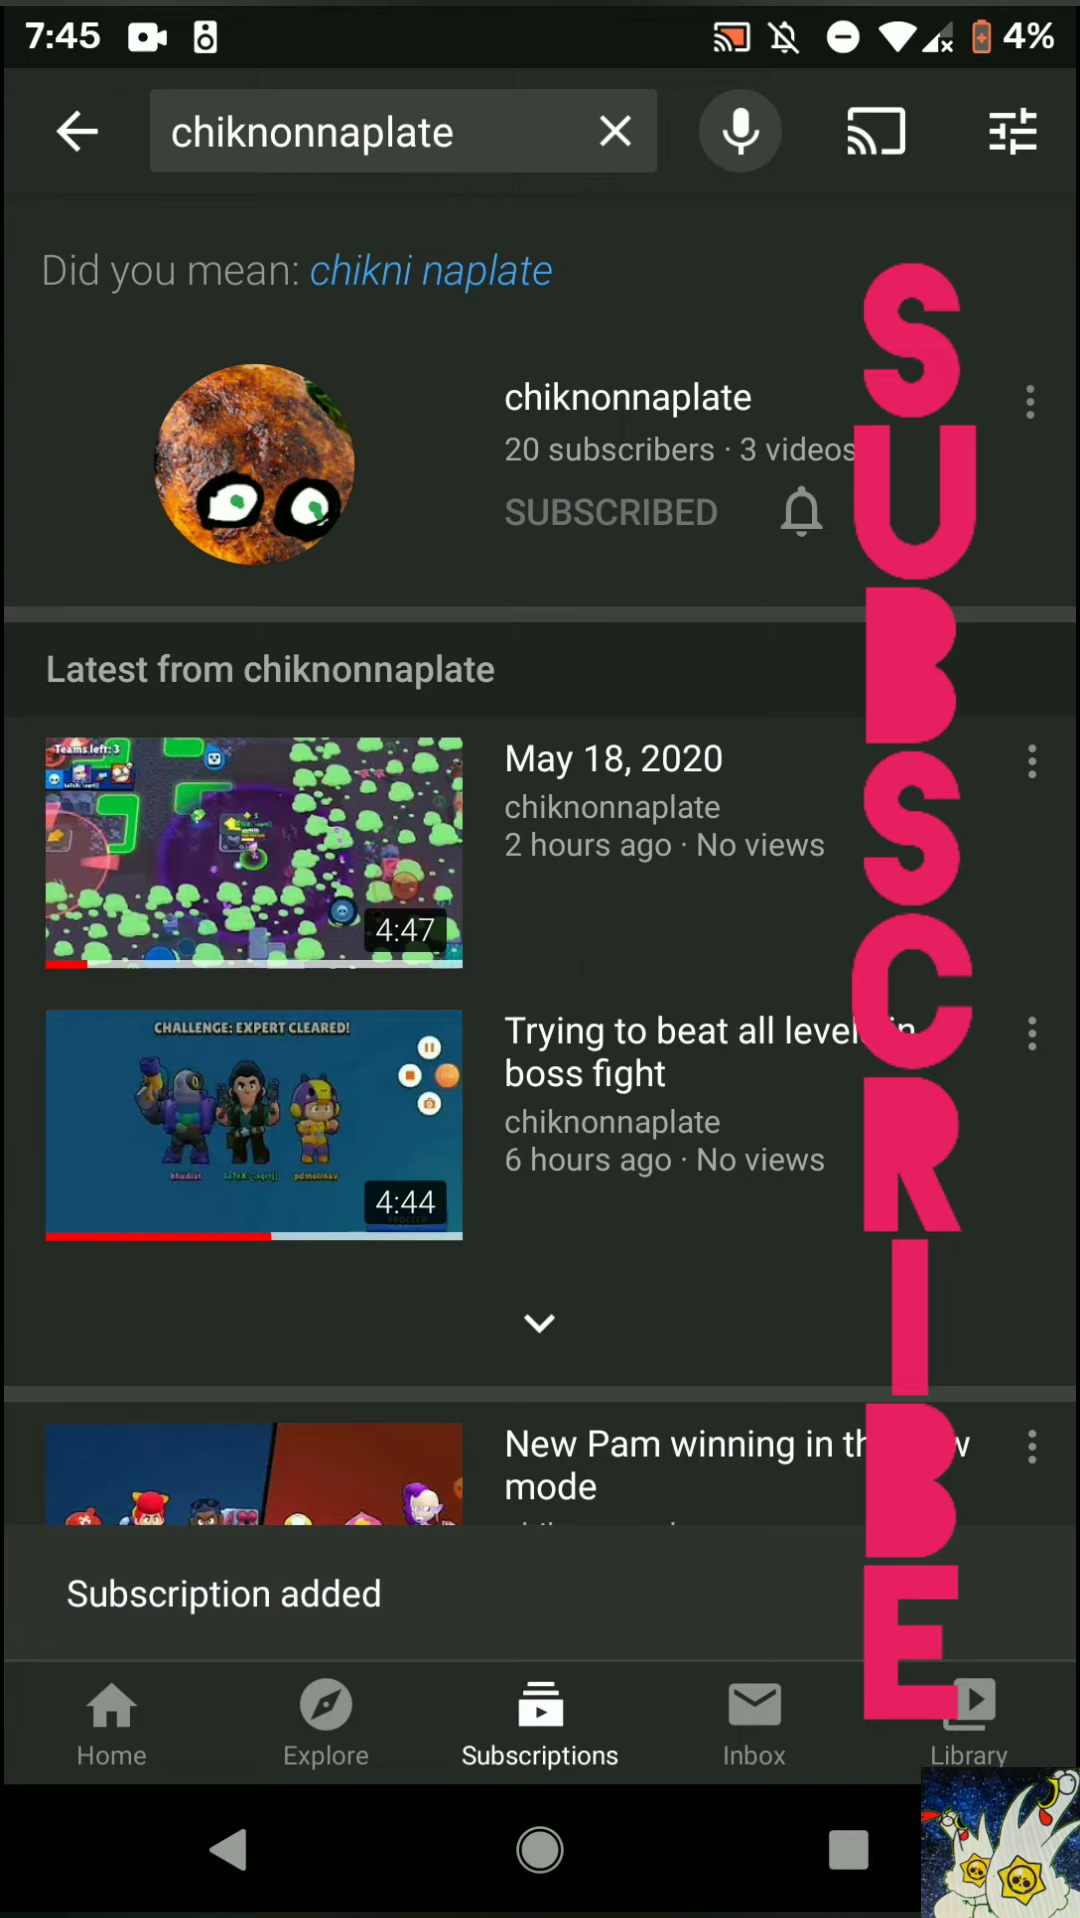 7:45
4%
chiknonnaplate
Did you mean: chikni naplate
chiknonnaplate
20 subscribers · 3 videos
SUBSCRIBED
SUBSCRIBE
Latest from chiknonnaplate
Teams left: 3
4:47
May 18, 2020
chiknonnaplate
2 hours ago · No views
CHALLENGE: EXPERT CLEARED!
4:44
Trying to beat all levels in
boss fight
chiknonnaplate
6 hours ago · No views
New Pam winning in
mode
Subscription added
Home
Explore
Subscriptions
Inbox
Library